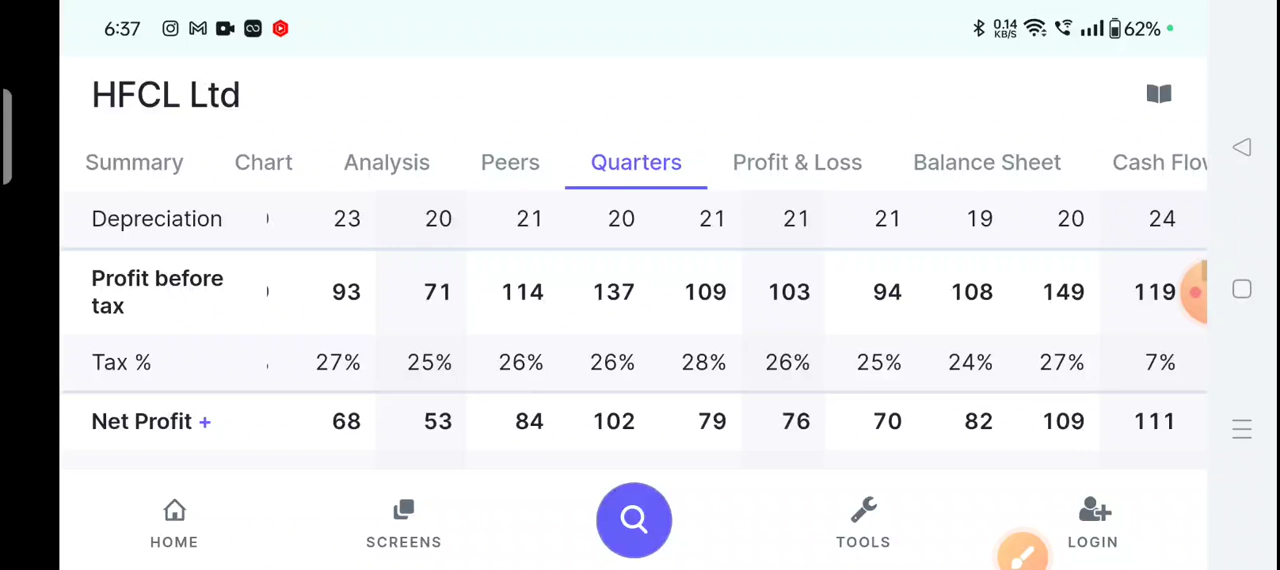 6:37 0.14 KB/S 62%
HFCL Ltd
Summary Chart Analysis Peers Quarters Profit & Loss Balance Sheet Cash Flo
Depreciation 23 20 21 20 21 21 21 19 20 24
Profit before
tax 93 71 114 137 109 103 94 108 149 119
Tax % 27% 25% 26% 26% 28% 26% 25% 24% 27% 7%
Net Profit + 68 53 84 102 79 76 70 82 109 111
HOME SCREENS TOOLS LOGIN